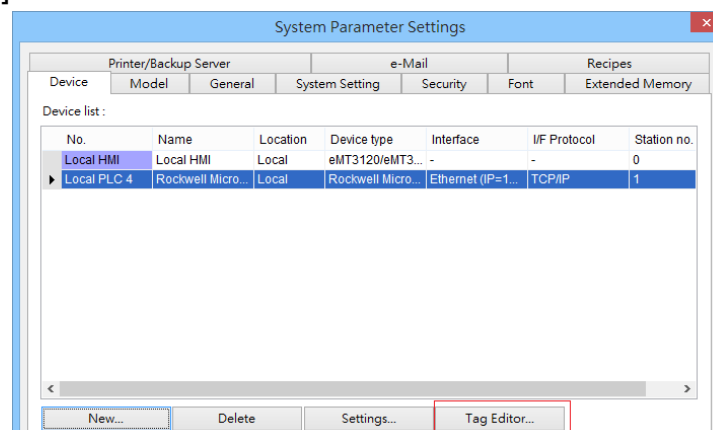 ]
System Parameter Settings
Printer/Backup Server e-Mail Recipes
Device Model General System Setting Security Font Extended Memory
Device list :
No. Name Location Device type Interface I/F Protocol Station no.
Local HMI Local HMI Local eMT3120/eMT3... - - 0
Local PLC 4 Rockwell Micro... Local Rockwell Micro... Ethernet (IP=1... TCP/IP 1
New... Delete Settings... Tag Editor...